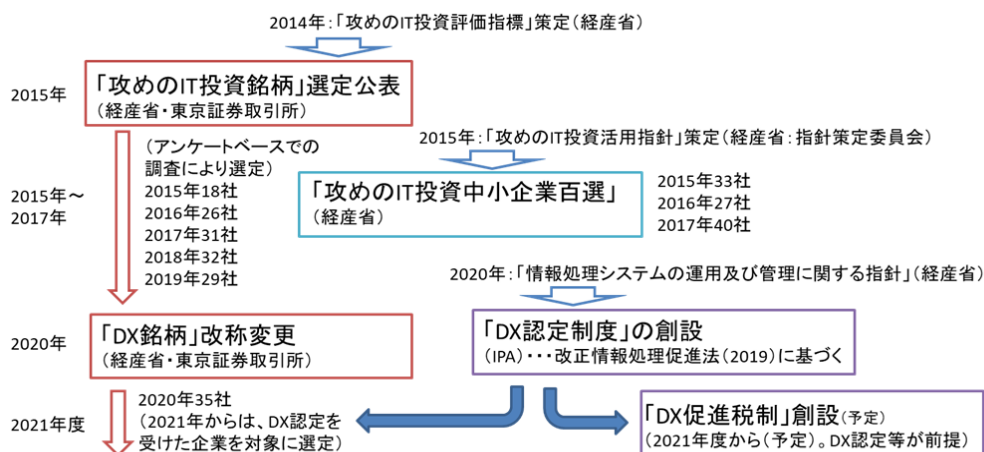 2014年：「攻めのIT投資評価指標」策定（経産省）
2015年
「攻めのIT投資銘柄」選定公表
（経産省・東京証券取引所）
2015年：「攻めのIT投資活用指針」策定（経産省：指針策定委員会）
2015年～
2017年
（アンケートベースでの
調査により選定）
2015年18社
2016年26社
2017年31社
2018年32社
2019年29社
「攻めのIT投資中小企業百選」
（経産省）
2015年33社
2016年27社
2017年40社
2020年：「情報処理システムの運用及び管理に関する指針」（経産省）
2020年
「DX銘柄」改称変更
（経産省・東京証券取引所）
「DX認定制度」の創設
（IPA）・・・改正情報処理促進法（2019）に基づく
2021年度
2020年35社
（2021年からは、DX認定を
受けた企業を対象に選定）
「DX促進税制」創設（予定）
（2021年度から（予定）。DX認定等が前提）